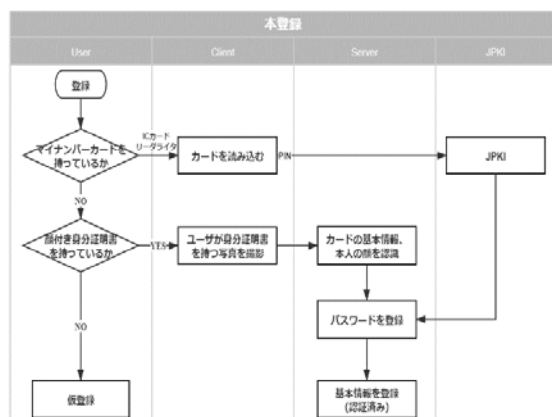 本登録
User
Client
Server
JPKI
登録
マイナンバーカードを
持っているか
ICカード
リーダライタ
カードを読み込む
PIN
JPKI
NO
顔付き身分証明書
を持っているか
YES
ユーザが身分証明書
を持つ写真を撮影
カードの基本情報、
本人の顔を認識
パスワードを登録
NO
仮登録
基本情報を登録
(認証済み)